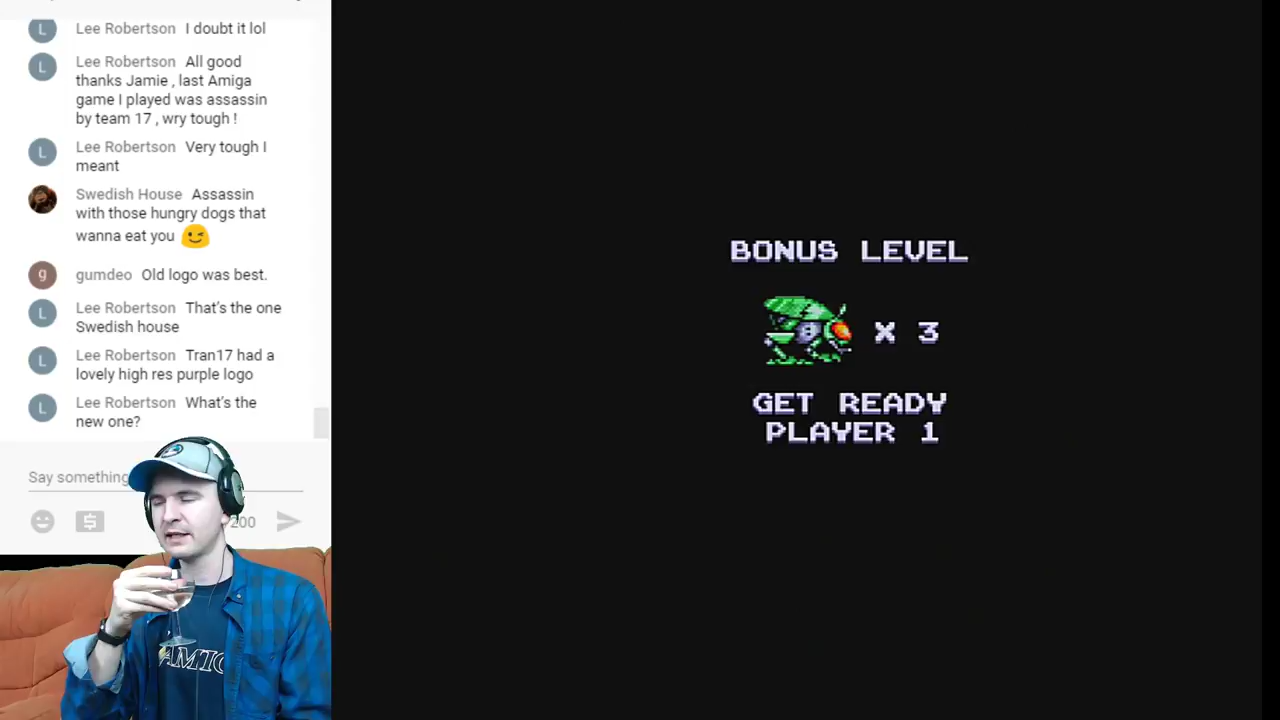 Lee Robertson I doubt it lol
Lee Robertson All good
thanks Jamie , last Amiga
game I played was assassin
by team 17 , wry tough !
Lee Robertson Very tough I
meant
Swedish House Assassin
with those hungry dogs that
wanna eat you
g gumdeo Old logo was best.
Lee Robertson That's the one
Swedish house
Lee Robertson Tran17 had a
lovely high res purple logo
Lee Robertson What's the
new one?
Say something
200
BONUS LEVEL
X 3
GET READY
PLAYER 1
AMIG